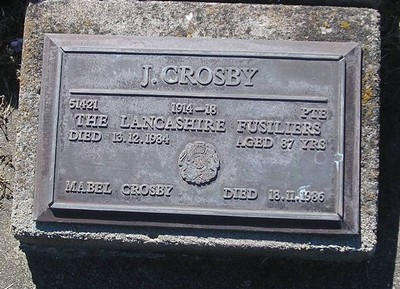 J. CROSBY
51421 1914-18 PTE
THE LANCASHIRE FUSILIERS
DIED 13.12.1984 AGED 87 YRS
MABEL CROSBY DIED 18.11.1986